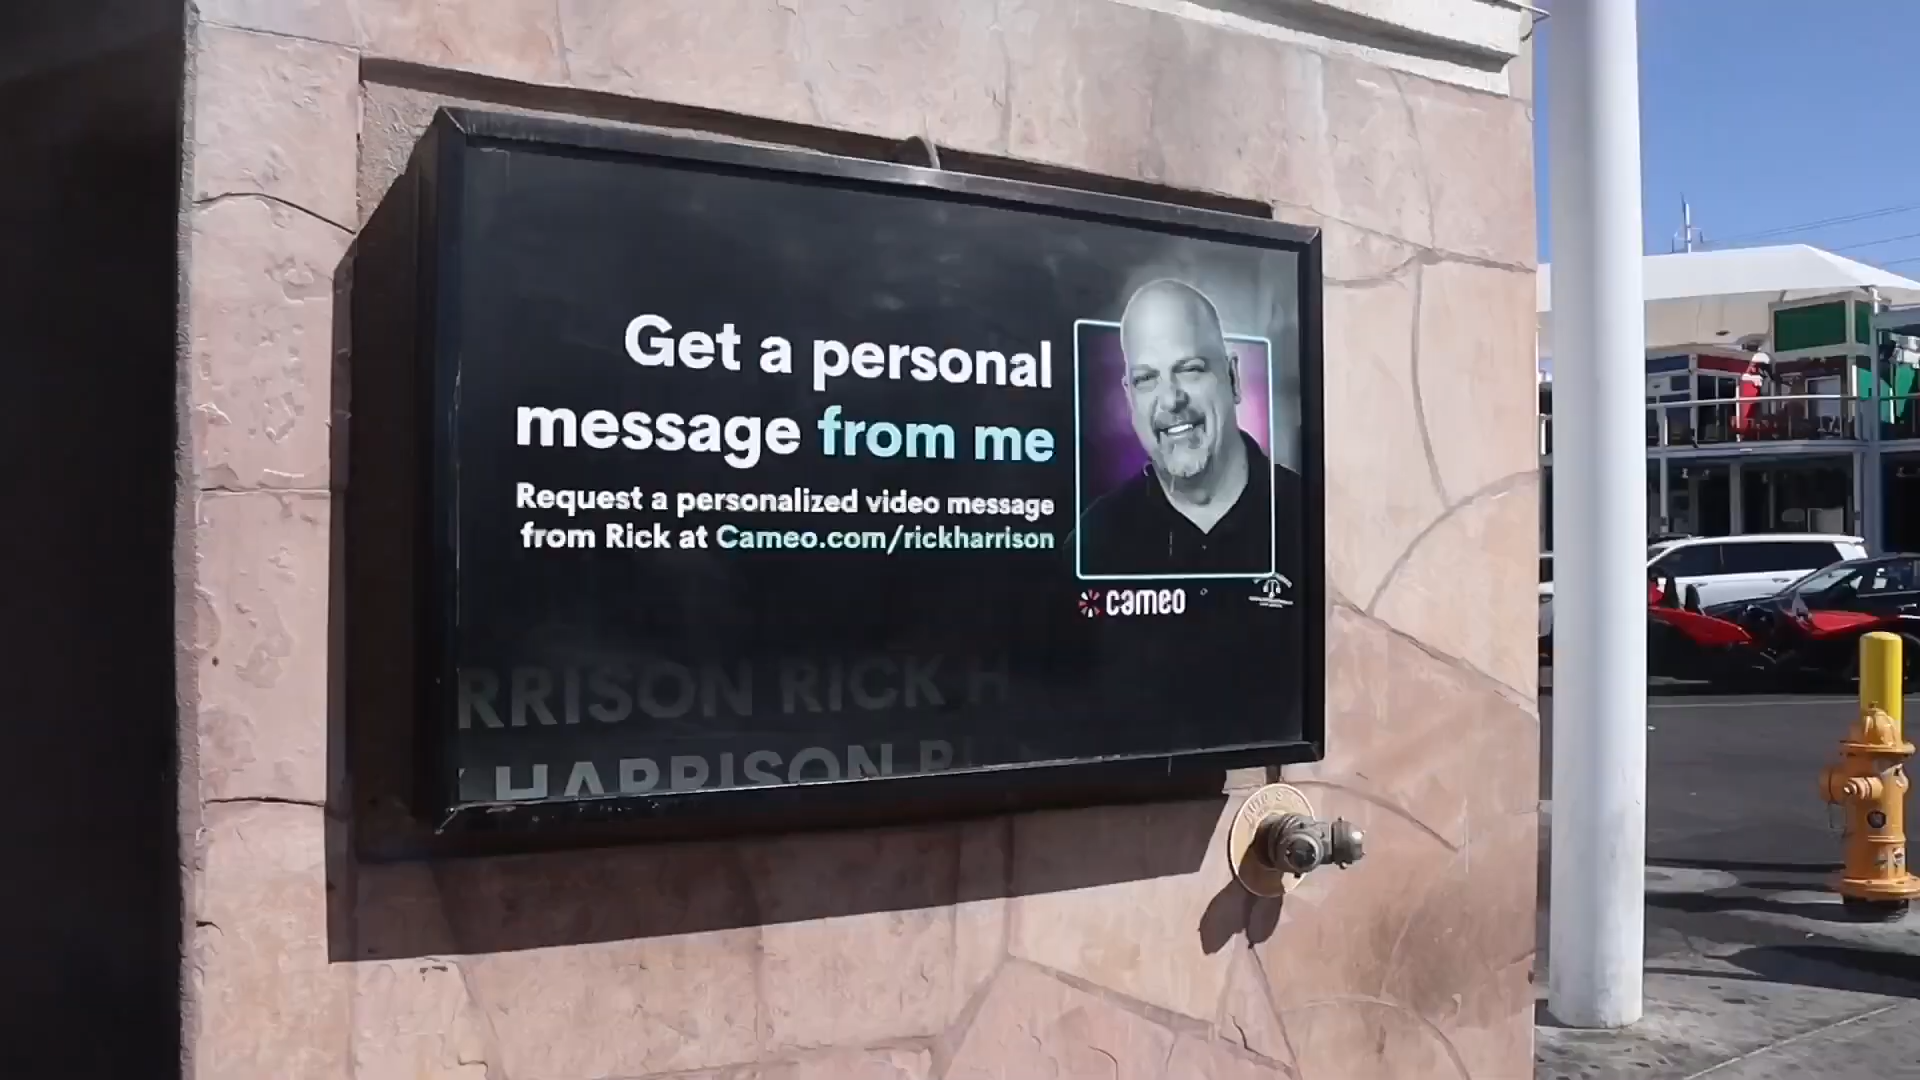 Get a personal
message from me
Request a personalized video message
from Rick at Cameo.com/rickharrison
cameo
RRISON RICK H
HARRISON RI